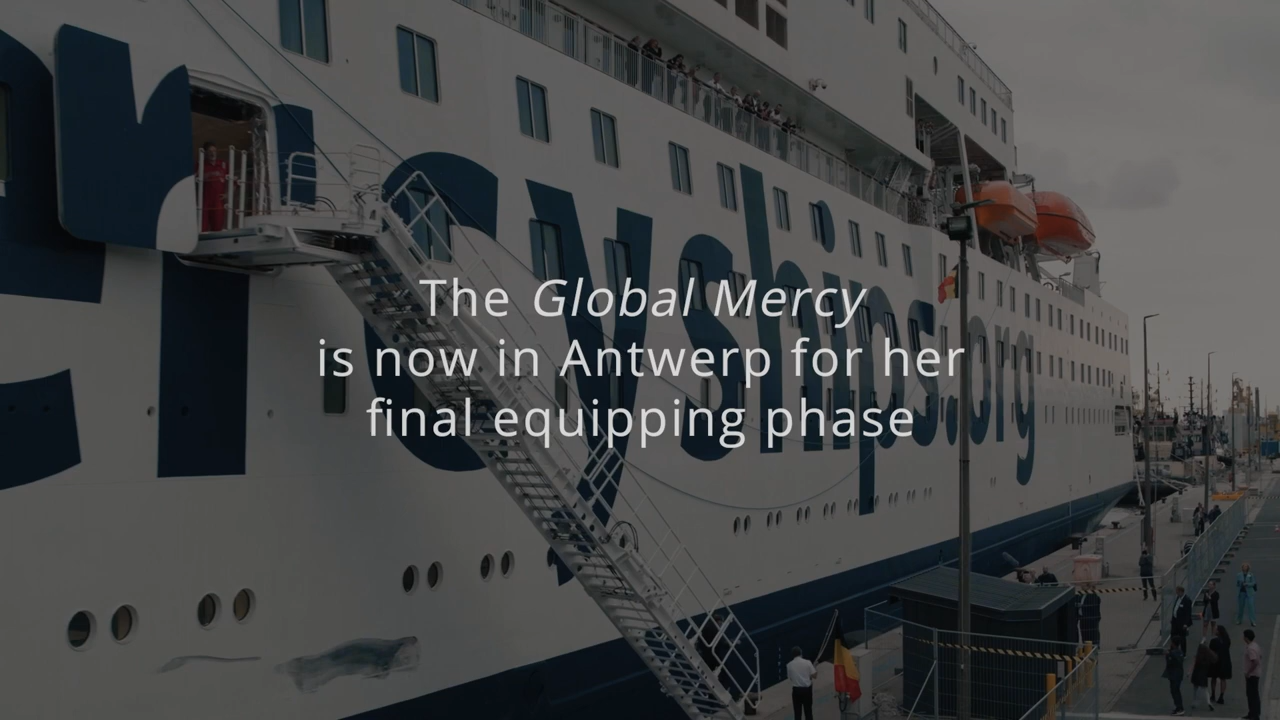 The Global Mercy
is now in Antwerp for her
final equipping phase
rcyships.org